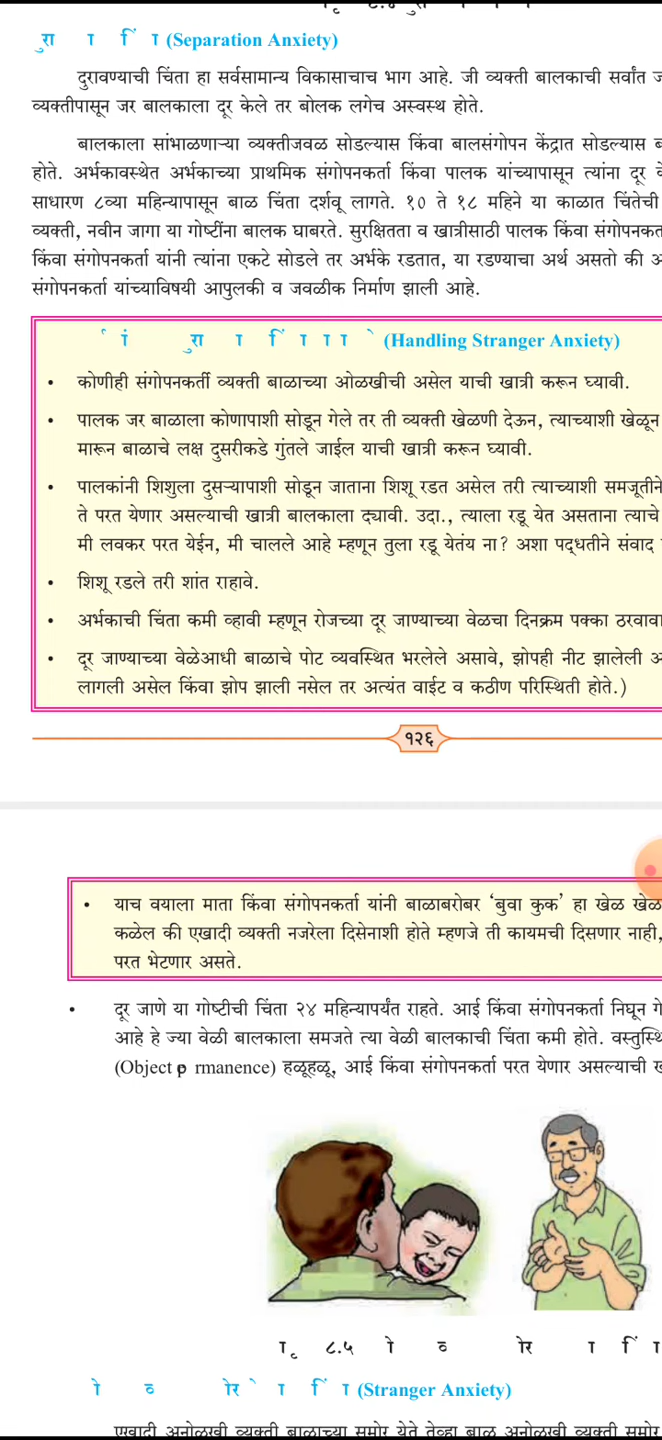 (Separation Anxiety)
दुरावण्याची चिंता हा सर्वसामान्य विकासाचाच भाग आहे. जी व्यक्ती बालकाची सर्वांत
व्यक्तीपासून जर बालकाला दूर केले तर बोलक लगेच अस्वस्थ होते.
बालकाला सांभाळणाऱ्या व्यक्तीजवळ सोडल्यास किंवा बालसंगोपन केंद्रात सोडल्यास
होते. अर्भकावस्थेत अर्भकाच्या प्राथमिक संगोपनकर्ता किंवा पालक यांच्यापासून त्यांना दूर
साधारण ८व्या महिन्यापासून बाळ चिंता दर्शवू लागते. १० ते १८ महिने या काळात चिंतेची
व्यक्ती, नवीन जागा या गोष्टींना बालक घाबरते. सुरक्षितता व खात्रीसाठी पालक किंवा
किंवा संगोपनकर्ता यांनी त्यांना एकटे सोडले तर अर्भके रडतात, या रडण्याचा अर्थ असतो की
संगोपनकर्ता यांच्याविषयी आपुलकी व जवळीक निर्माण झाली आहे.
(Handling Stranger Anxiety)
• कोणीही संगोपनकर्ती व्यक्ती बाळाच्या ओळखीची असेल याची खात्री करून घ्यावी.
• पालक जर बाळाला कोणापाशी सोडून गेले तर ती व्यक्ती खेळणी देऊन, त्याच्याशी खेळून
मारून बाळाचे लक्ष दुसरीकडे गुंतले जाईल याची खात्री करून घ्यावी.
• पालकांनी शिशुला दुसऱ्यापाशी सोडून जाताना शिशू रडत असेल तरी त्याच्याशी समजूतीने
ते परत येणार असल्याची खात्री बालकाला द्यावी. उदा., त्याला रडू येत असताना त्याचे
मी लवकर परत येईन, मी चालले आहे म्हणून तुला रडू येतंय ना? अशा पद्धतीने संवाद
• शिशू रडले तरी शांत राहावे.
• अर्भकाची चिंता कमी व्हावी म्हणून रोजच्या दूर जाण्याच्या वेळचा दिनक्रम पक्का ठरवावा
• दूर जाण्याच्या वेळेआधी बाळाचे पोट व्यवस्थित भरलेले असावे, झोपही नीट झालेली
लागली असेल किंवा झोप झाली नसेल तर अत्यंत वाईट व कठीण परिस्थिती होते.)
१२६
• याच वयाला माता किंवा संगोपनकर्ता यांनी बाळाबरोबर ‘बुवा कुक’ हा खेळ
कळेल की एखादी व्यक्ती नजरेला दिसेनाशी होते म्हणजे ती कायमची दिसणार नाही,
परत भेटणार असते.
• दूर जाणे या गोष्टीची चिंता २४ महिन्यापर्यंत राहते. आई किंवा संगोपनकर्ता निघून
आहे हे ज्या वेळी बालकाला समजते त्या वेळी बालकाची चिंता कमी होते.
(Object p rmanence) हळूहळू, आई किंवा संगोपनकर्ता परत येणार असल्याची
८.५
(Stranger Anxiety)
एखादी अनोळखी व्यक्ती बाळाच्या समोर येते तेव्हा बाळ अनोळखी व्यक्ती समोर